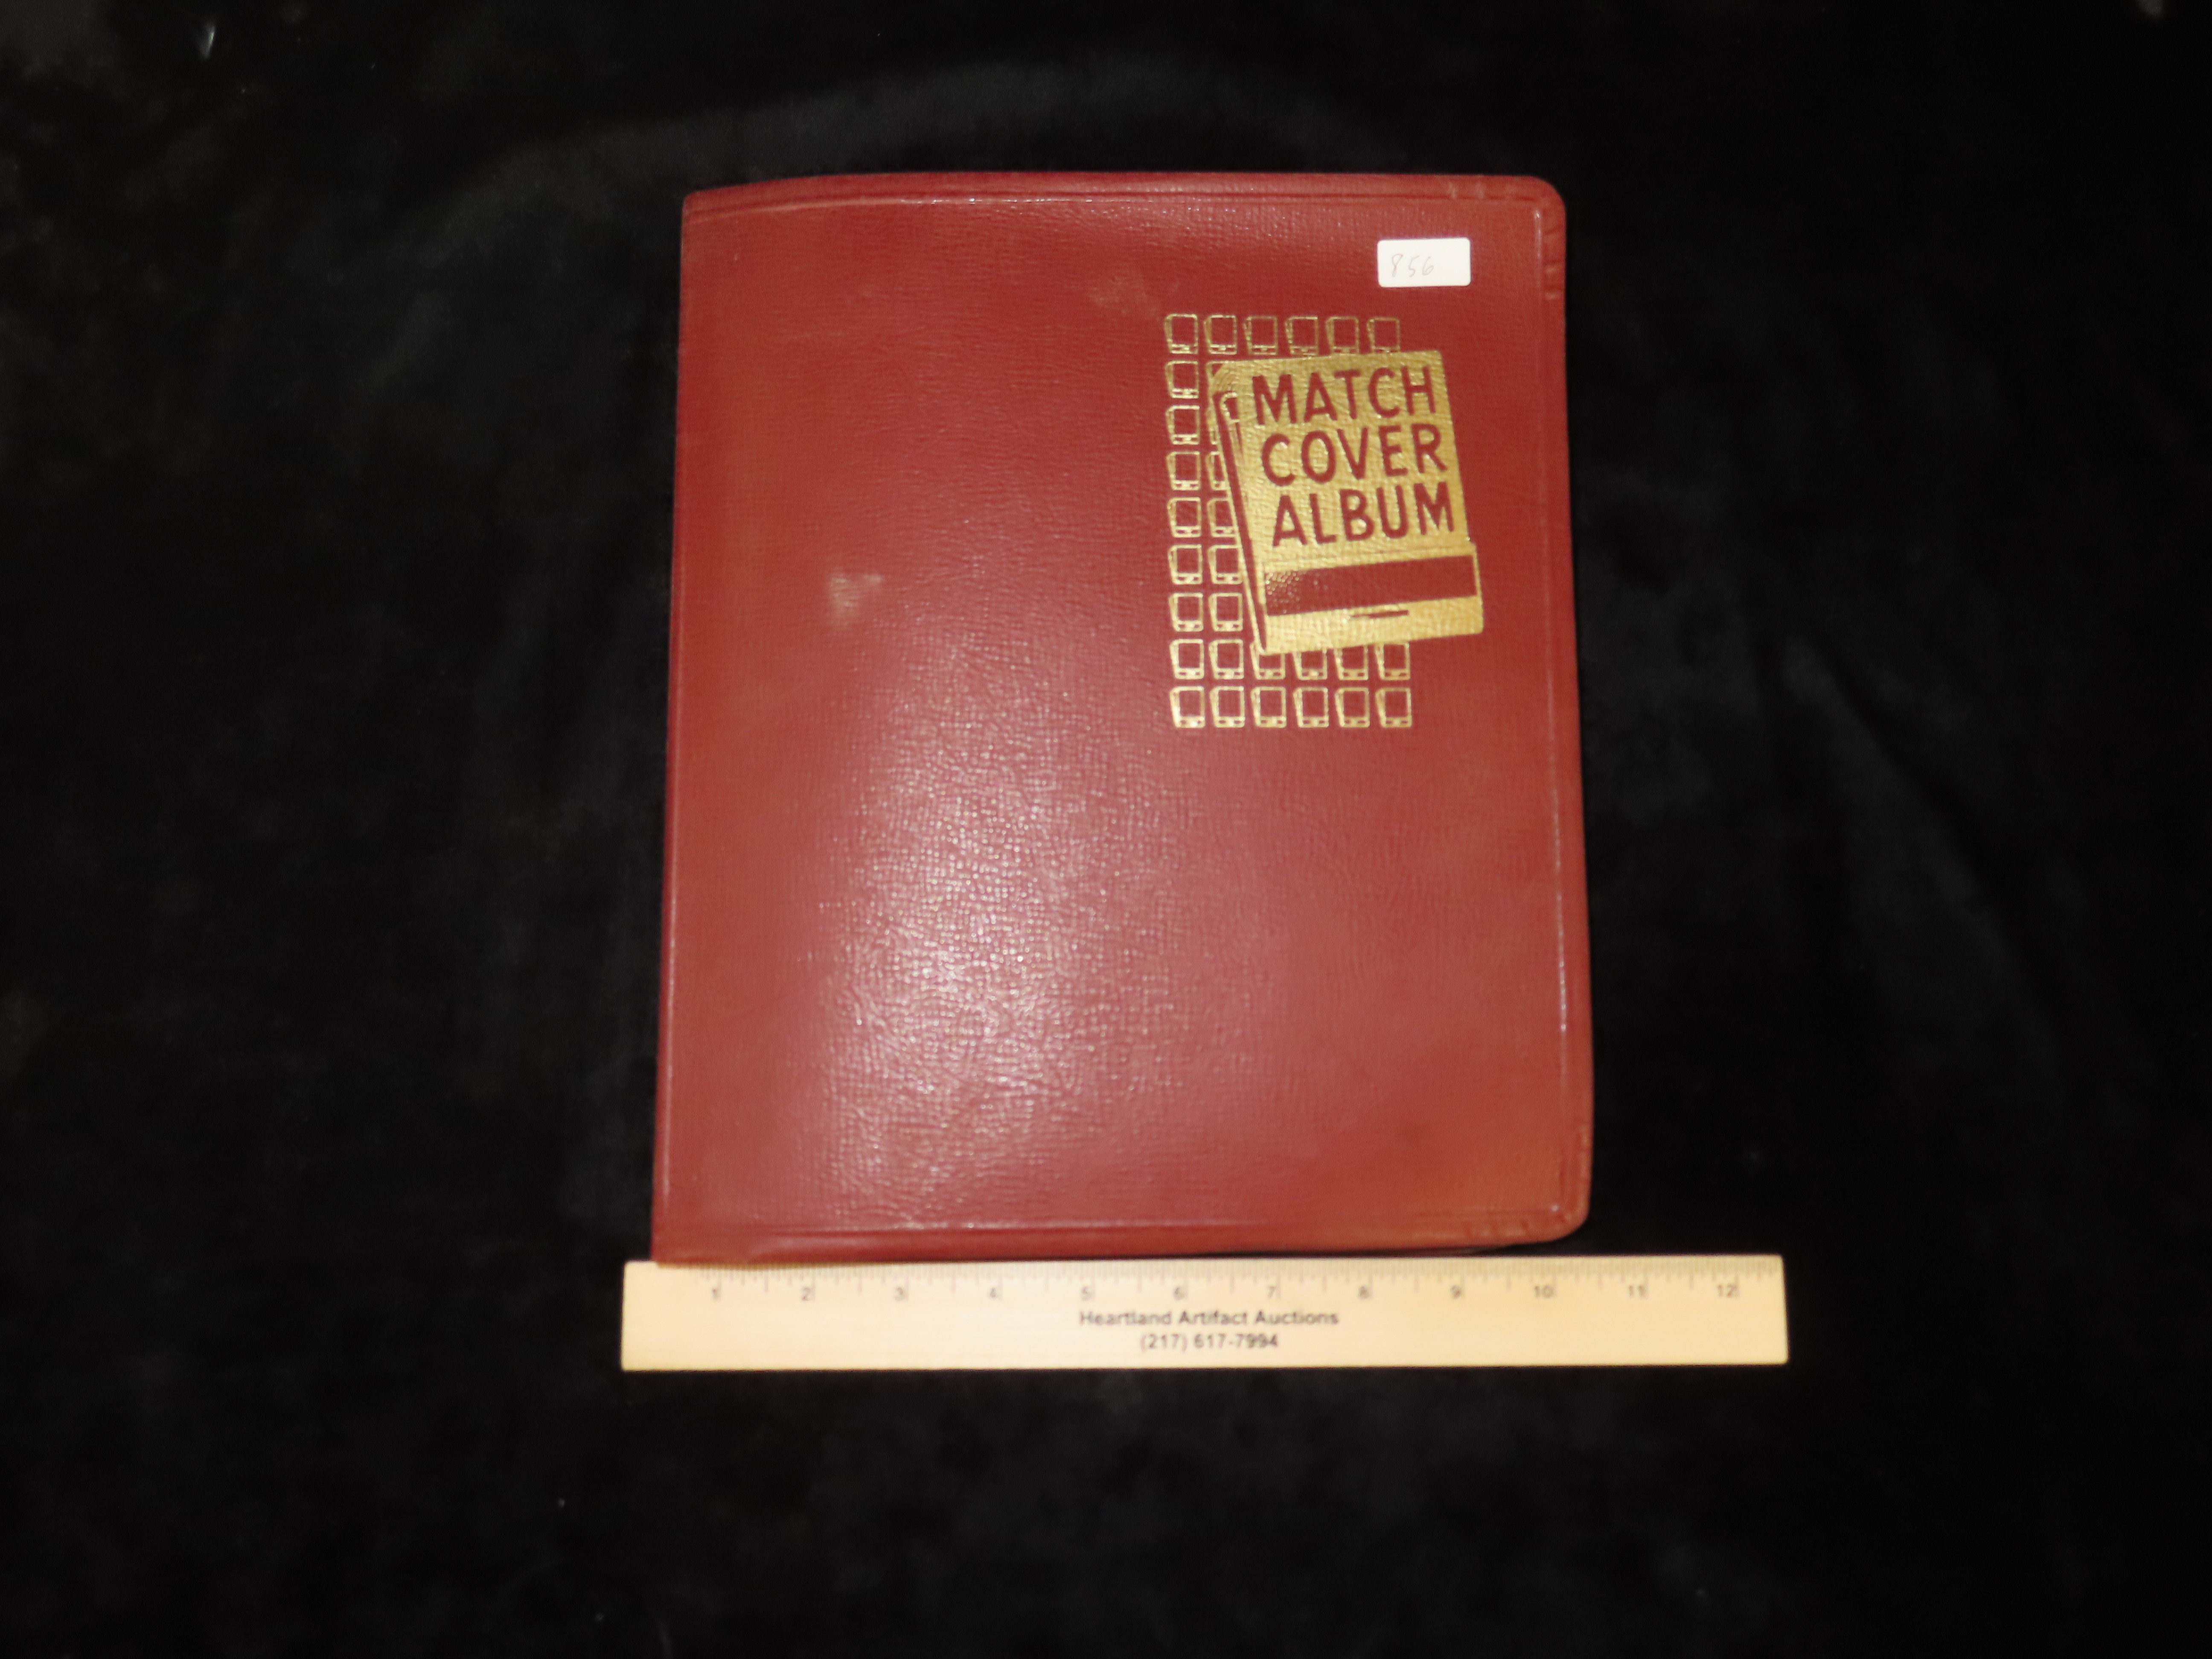 856
MATCH
COVER
ALBUM
1 2 3 4 5 6 7 8 9 10 11 12
Heartland Artifact Auctions
(217) 617-7994